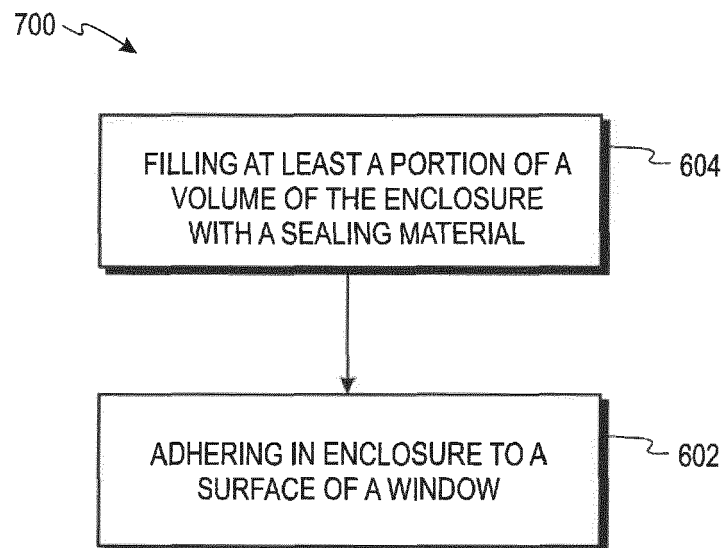 700
FILLING AT LEAST A PORTION OF A
VOLUME OF THE ENCLOSURE
WITH A SEALING MATERIAL
604
ADHERING IN ENCLOSURE TO A
SURFACE OF A WINDOW
602